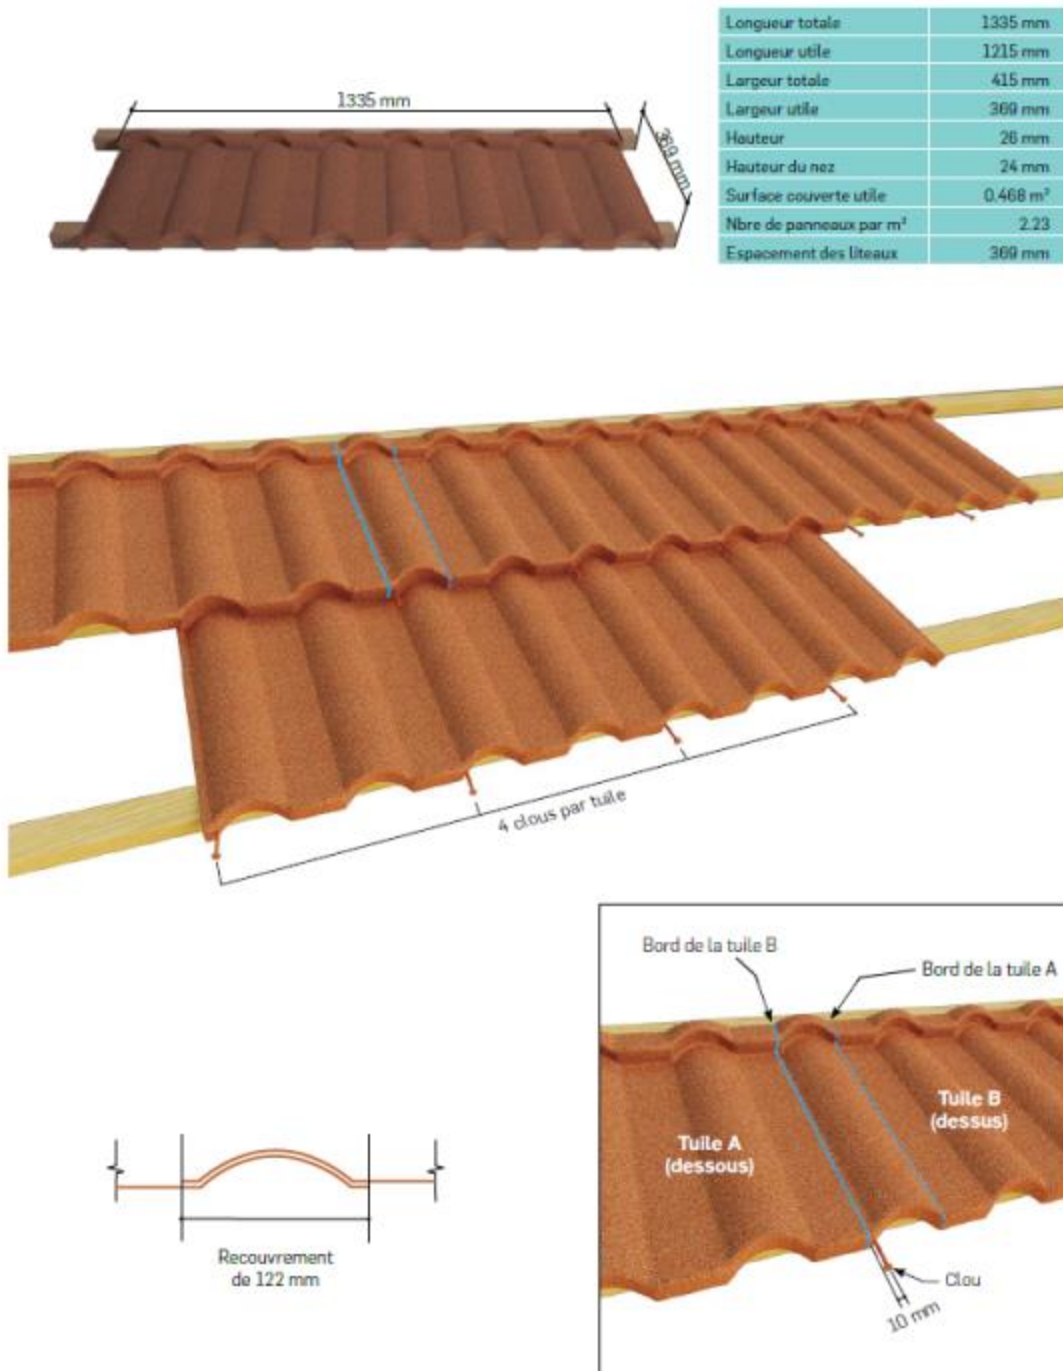 1335 mm
369 mm
Longueur totale 1335 mm
Longueur utile 1215 mm
Largeur totale 415 mm
Largeur utile 369 mm
Hauteur 26 mm
Hauteur du nez 24 mm
Surface couverte utile 0.468 m²
Nbre de panneaux par m² 2.23
Espacement des liteaux 369 mm
4 clous par tuile
Bord de la tuile B
Bord de la tuile A
Tuile B
(dessus)
Tuile A
(dessous)
Clou
10 mm
Recouvrement
de 122 mm